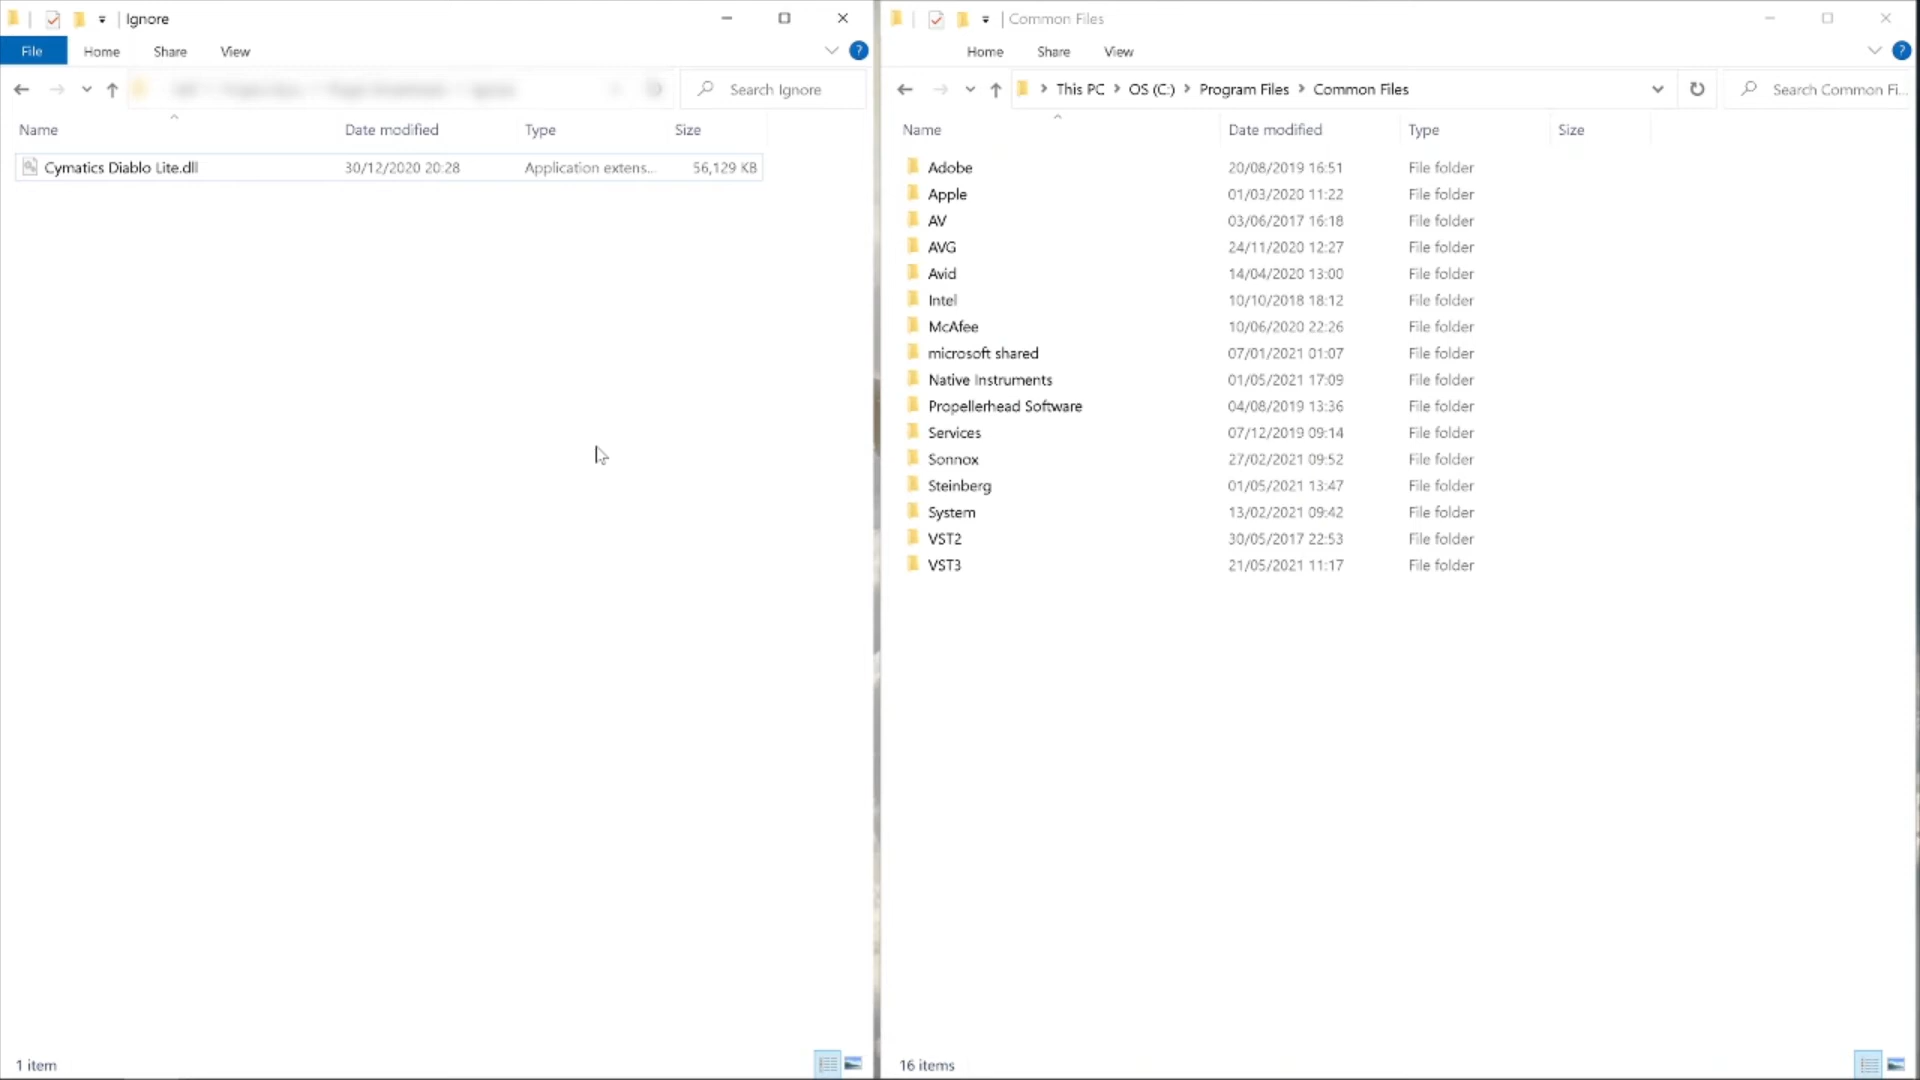 Ignore
File Home Share View
Search Ignore
Name Date modified Type Size
Cymatics Diablo Lite.dll 30/12/2020 20:28 Application extens... 56,129 KB
1 item
Common Files
Home Share View
This PC > OS (C:) > Program Files > Common Files
Search Common Fi...
Name Date modified Type Size
Adobe 20/08/2019 16:51 File folder
Apple 01/03/2020 11:22 File folder
AV 03/06/2017 16:18 File folder
AVG 24/11/2020 12:27 File folder
Avid 14/04/2020 13:00 File folder
Intel 10/10/2018 18:12 File folder
McAfee 10/06/2020 22:26 File folder
microsoft shared 07/01/2021 01:07 File folder
Native Instruments 01/05/2021 17:09 File folder
Propellerhead Software 04/08/2019 13:36 File folder
Services 07/12/2019 09:14 File folder
Sonnox 27/02/2021 09:52 File folder
Steinberg 01/05/2021 13:47 File folder
System 13/02/2021 09:42 File folder
VST2 30/05/2017 22:53 File folder
VST3 21/05/2021 11:17 File folder
16 items